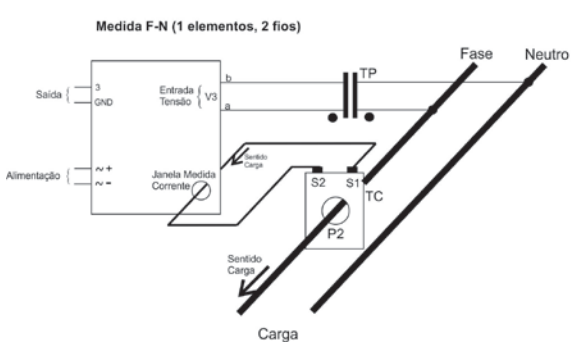 Medida F-N (1 elementos, 2 fios)
Fase
Neutro
TP
b
3
Saída
GND
Entrada
Tensão
V3
a
Sentido
Carga
Janela Medida
Corrente
Alimentação
~ +
~ -
S2
S1
TC
P2
Sentido
Carga
Carga